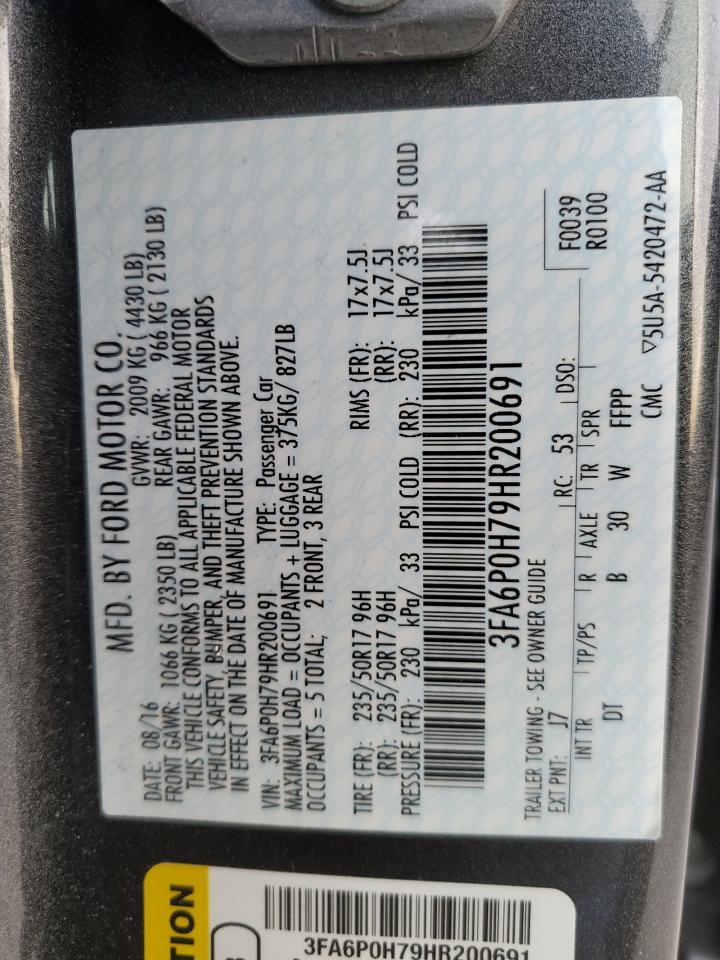 MFD. BY FORD MOTOR CO.
DATE: 08/16 GVWR: 2009 KG ( 4430 LB)
FRONT GAWR: 1066 KG ( 2350 LB) REAR GAWR: 966 KG ( 2130 LB)
THIS VEHICLE CONFORMS TO ALL APPLICABLE FEDERAL MOTOR
VEHICLE SAFETY, BUMPER, AND THEFT PREVENTION STANDARDS
IN EFFECT ON THE DATE OF MANUFACTURE SHOWN ABOVE.
VIN: 3FA6P0H79HR200691 TYPE: Passenger Car
MAXIMUM LOAD = OCCUPANTS + LUGGAGE = 375KG/ 827LB
OCCUPANTS = 5 TOTAL; 2 FRONT, 3 REAR
TIRE (FR): 235/50R17 96H RIMS (FR): 17x7.5J
(RR): 235/50R17 96H (RR): 17x7.5J
PRESSURE (FR): 230 kPa/ 33 PSI COLD (RR): 230 kPa/ 33 PSI COLD
3FA6P0H79HR200691
TRAILER TOWING - SEE OWNER GUIDE F0039
EXT PNT: J7 RC: 53 DSO: R0100
INT TR TP/PS R AXLE TR SPR
DT B 30 W FFPP
CMC ▽5U5A-5420472-AA
TION
3FA6P0H79HR200691